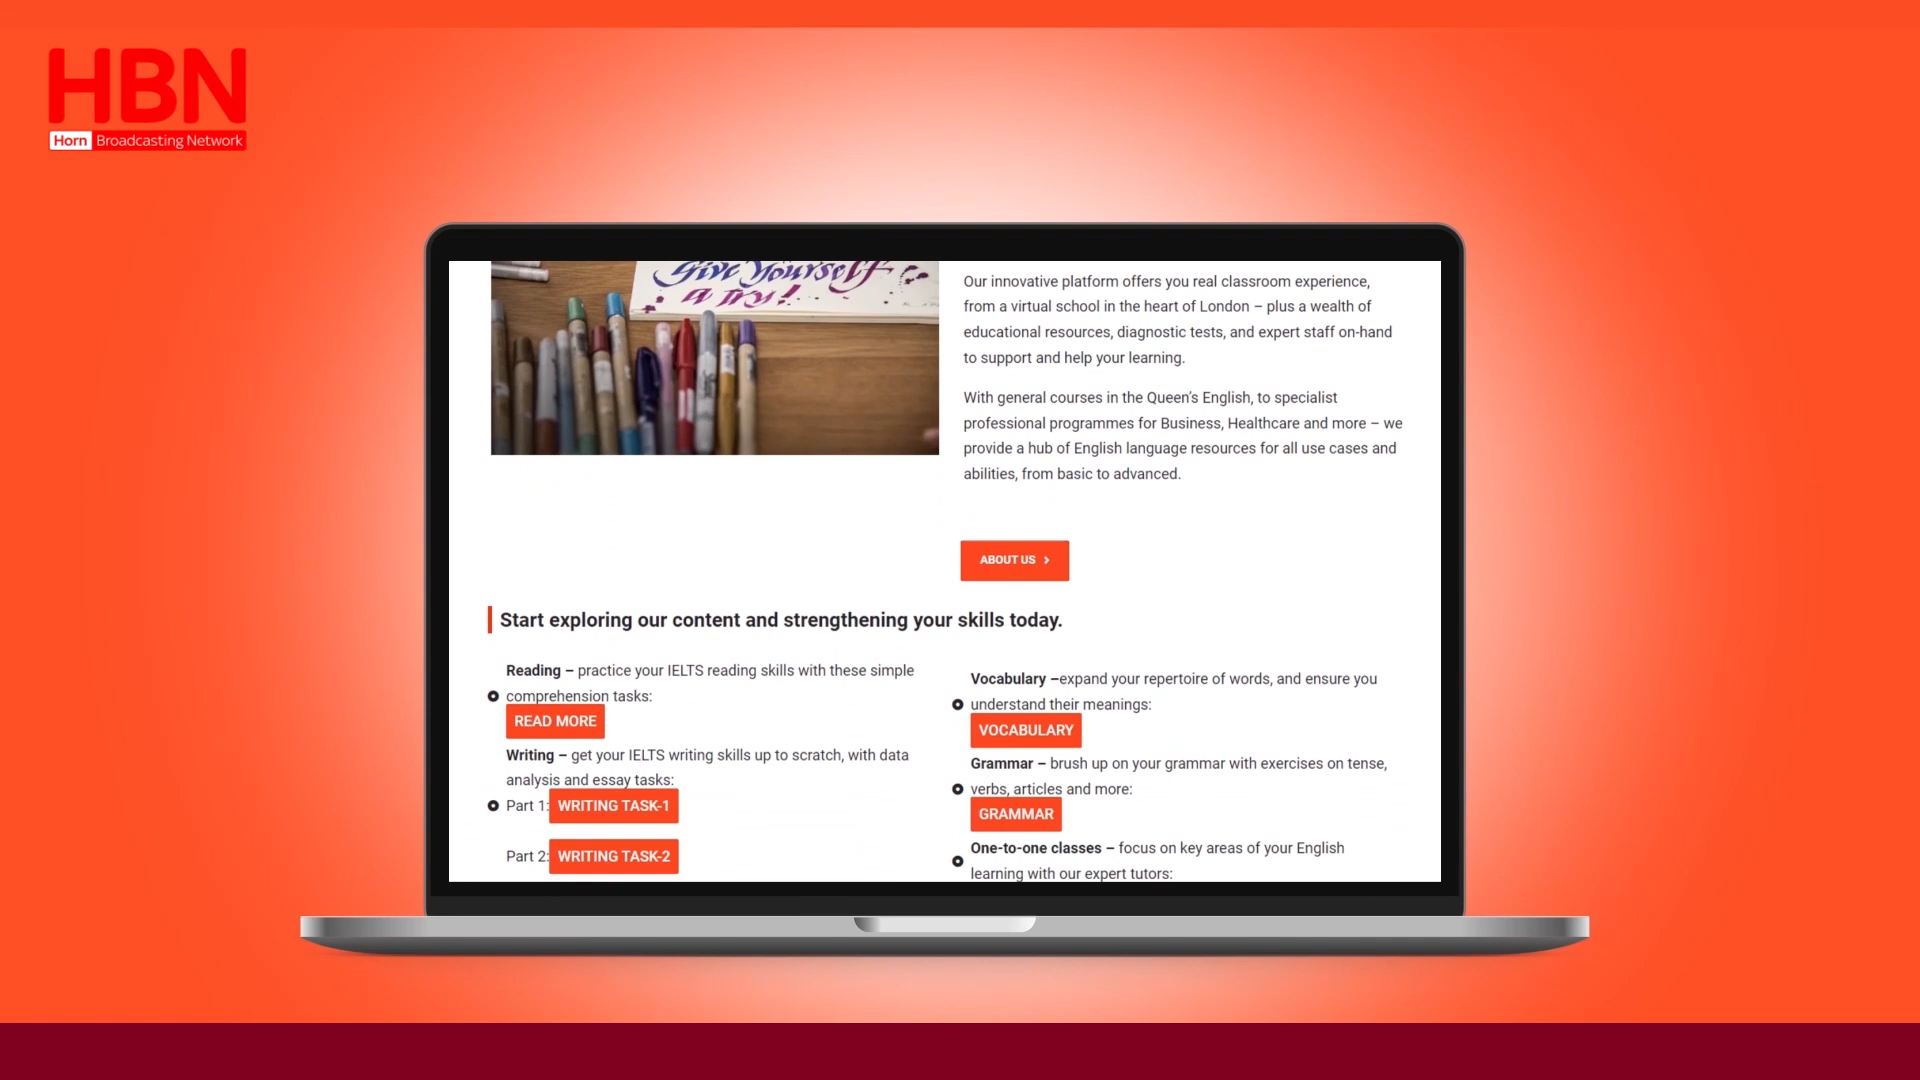 HBN
Horn Broadcasting Network
Give Yourself
a try!
Our innovative platform offers you real classroom experience,
from a virtual school in the heart of London – plus a wealth of
educational resources, diagnostic tests, and expert staff on-hand
to support and help your learning.
With general courses in the Queen's English, to specialist
professional programmes for Business, Healthcare and more – we
provide a hub of English language resources for all use cases and
abilities, from basic to advanced.
ABOUT US
Start exploring our content and strengthening your skills today.
Reading – practice your IELTS reading skills with these simple
comprehension tasks:
READ MORE
Writing – get your IELTS writing skills up to scratch, with data
analysis and essay tasks:
Part 1: WRITING TASK-1
Part 2: WRITING TASK-2
Vocabulary –expand your repertoire of words, and ensure you
understand their meanings:
VOCABULARY
Grammar – brush up on your grammar with exercises on tense,
verbs, articles and more:
GRAMMAR
One-to-one classes – focus on key areas of your English
learning with our expert tutors: